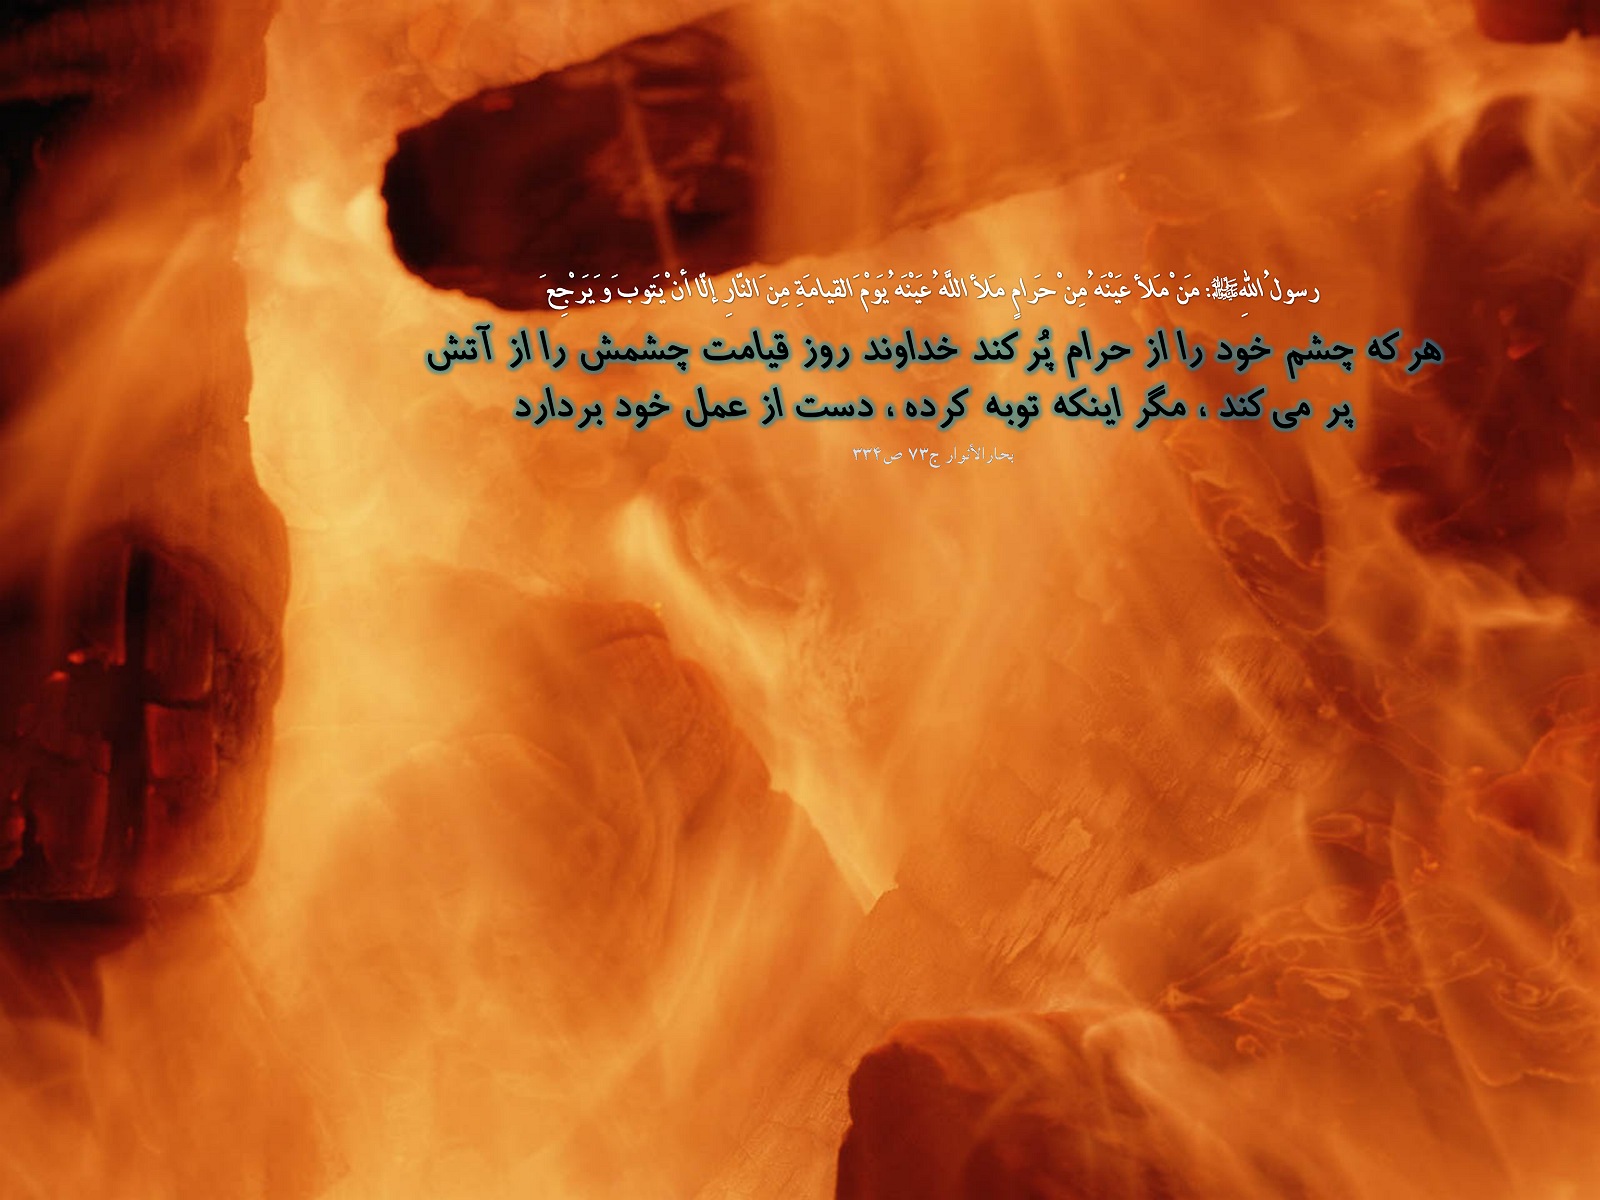 رسولُ اللهِﷺ: مَنْ مَلأ عَیْنَهُ مِنْ حَرامٍ مَلأ اللَّهُ عَیْنَهُ یَوْمَ القیامَةِ مِنَ النّارِ إلّا أنْ یَتوبَ وَ یَرْجِعَ
هر که چشم خود را از حرام پُر کند خداوند روز قیامت چشمش را از آتش
پر می کند ، مگر اینکه توبه کرده ، دست از عمل خود بردارد
بحارالأنوار ج۷۳ ص۳۳۴